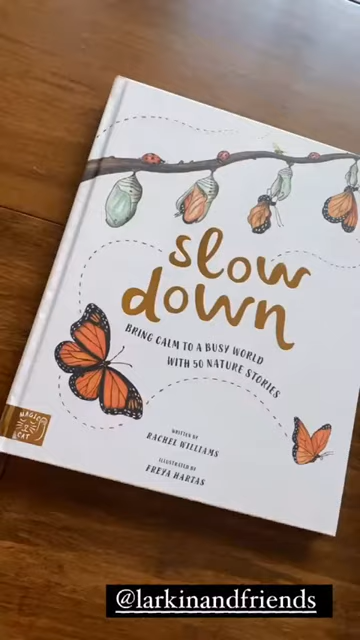 slow
down
BRING CALM TO A BUSY WORLD
WITH 50 NATURE STORIES
WRITTEN BY
RACHEL WILLIAMS
ILLUSTRATED BY
FREYA HARTAS
MAGIC
CAT
@larkinandfriends